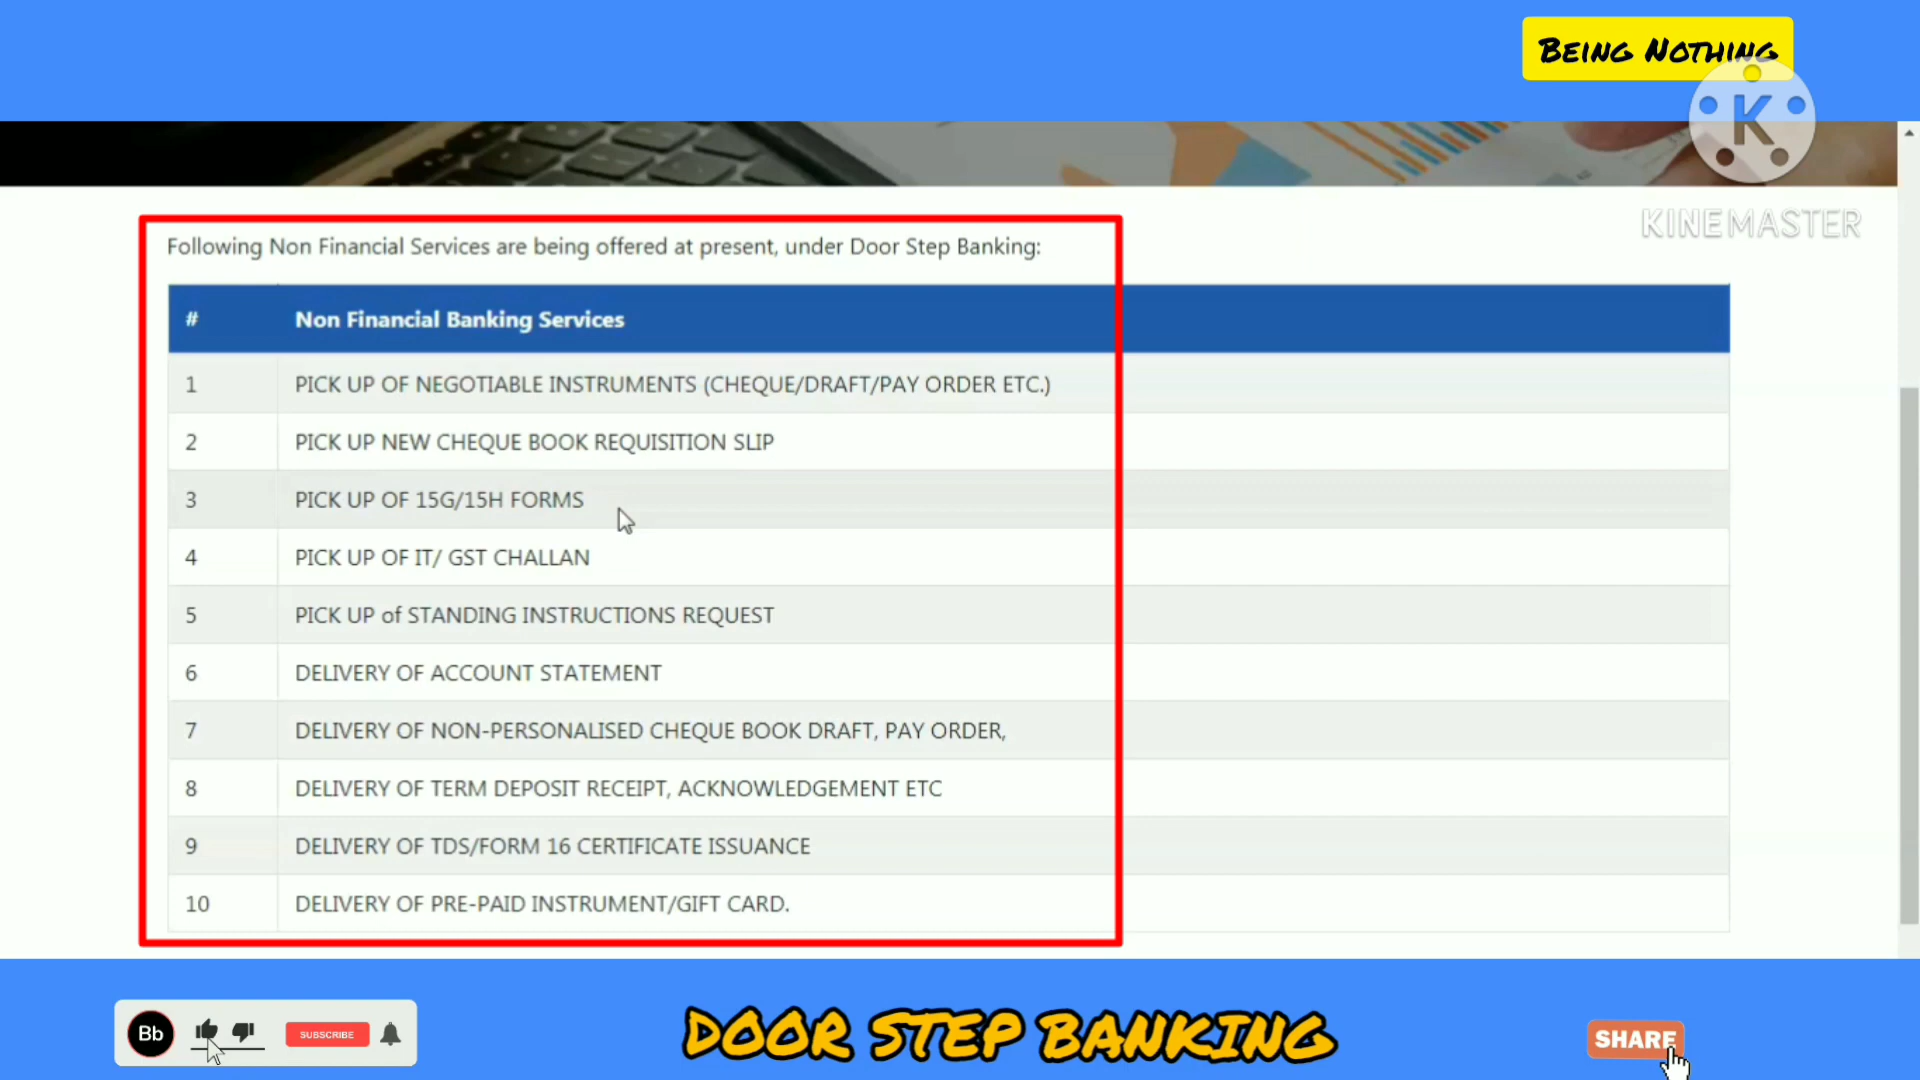 Being Nothing
K
KINEMASTER
Following Non Financial Services are being offered at present, under Door Step Banking:
# Non Financial Banking Services
1 PICK UP OF NEGOTIABLE INSTRUMENTS (CHEQUE/DRAFT/PAY ORDER ETC.)
2 PICK UP NEW CHEQUE BOOK REQUISITION SLIP
3 PICK UP OF 15G/15H FORMS
4 PICK UP OF IT/ GST CHALLAN
5 PICK UP of STANDING INSTRUCTIONS REQUEST
6 DELIVERY OF ACCOUNT STATEMENT
7 DELIVERY OF NON-PERSONALISED CHEQUE BOOK DRAFT, PAY ORDER,
8 DELIVERY OF TERM DEPOSIT RECEIPT, ACKNOWLEDGEMENT ETC
9 DELIVERY OF TDS/FORM 16 CERTIFICATE ISSUANCE
10 DELIVERY OF PRE-PAID INSTRUMENT/GIFT CARD.
Bb SUBSCRIBE
DOOR STEP BANKING
SHARE